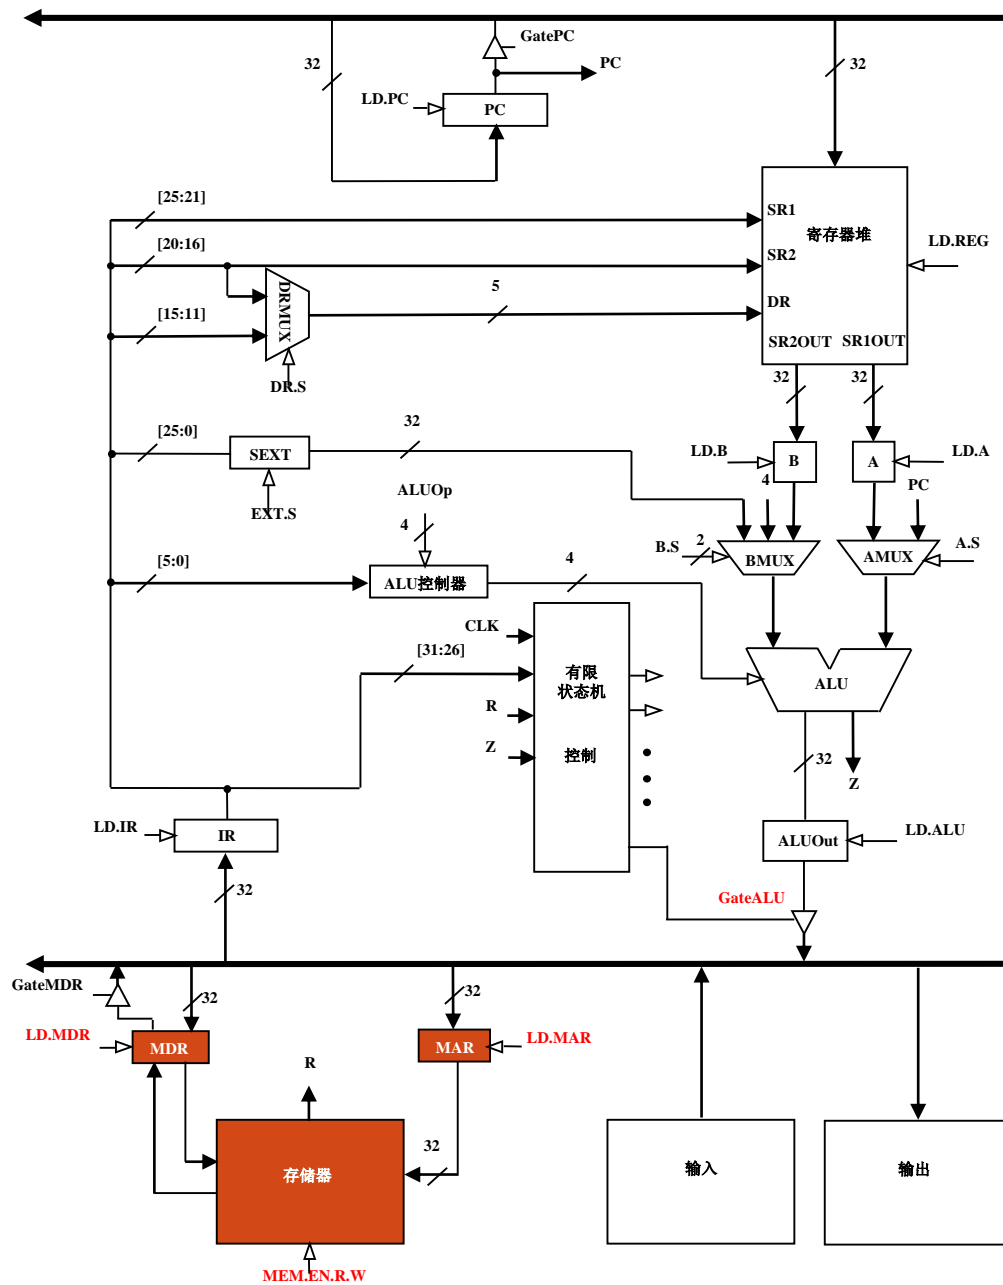 GatePC
32
PC
32
LD.PC
PC
[25:21]
SR1
寄存器堆
LD.REG
[20:16]
SR2
DRMUX
5
DR
[15:11]
SR2OUT
SR1OUT
DR.S
32
32
[25:0]
32
SEXT
LD.B
B
A
LD.A
ALUOp
4
PC
EXT.S
4
B.S
2
BMUX
AMUX
A.S
[5:0]
ALU控制器
4
CLK
[31:26]
有限
状态机
ALU
R
Z
控制
32
Z
LD.IR
IR
ALUOut
LD.ALU
32
GateALU
GateMDR
32
32
LD.MDR
MDR
MAR
LD.MAR
R
32
存储器
输入
输出
MEM.EN.R.W